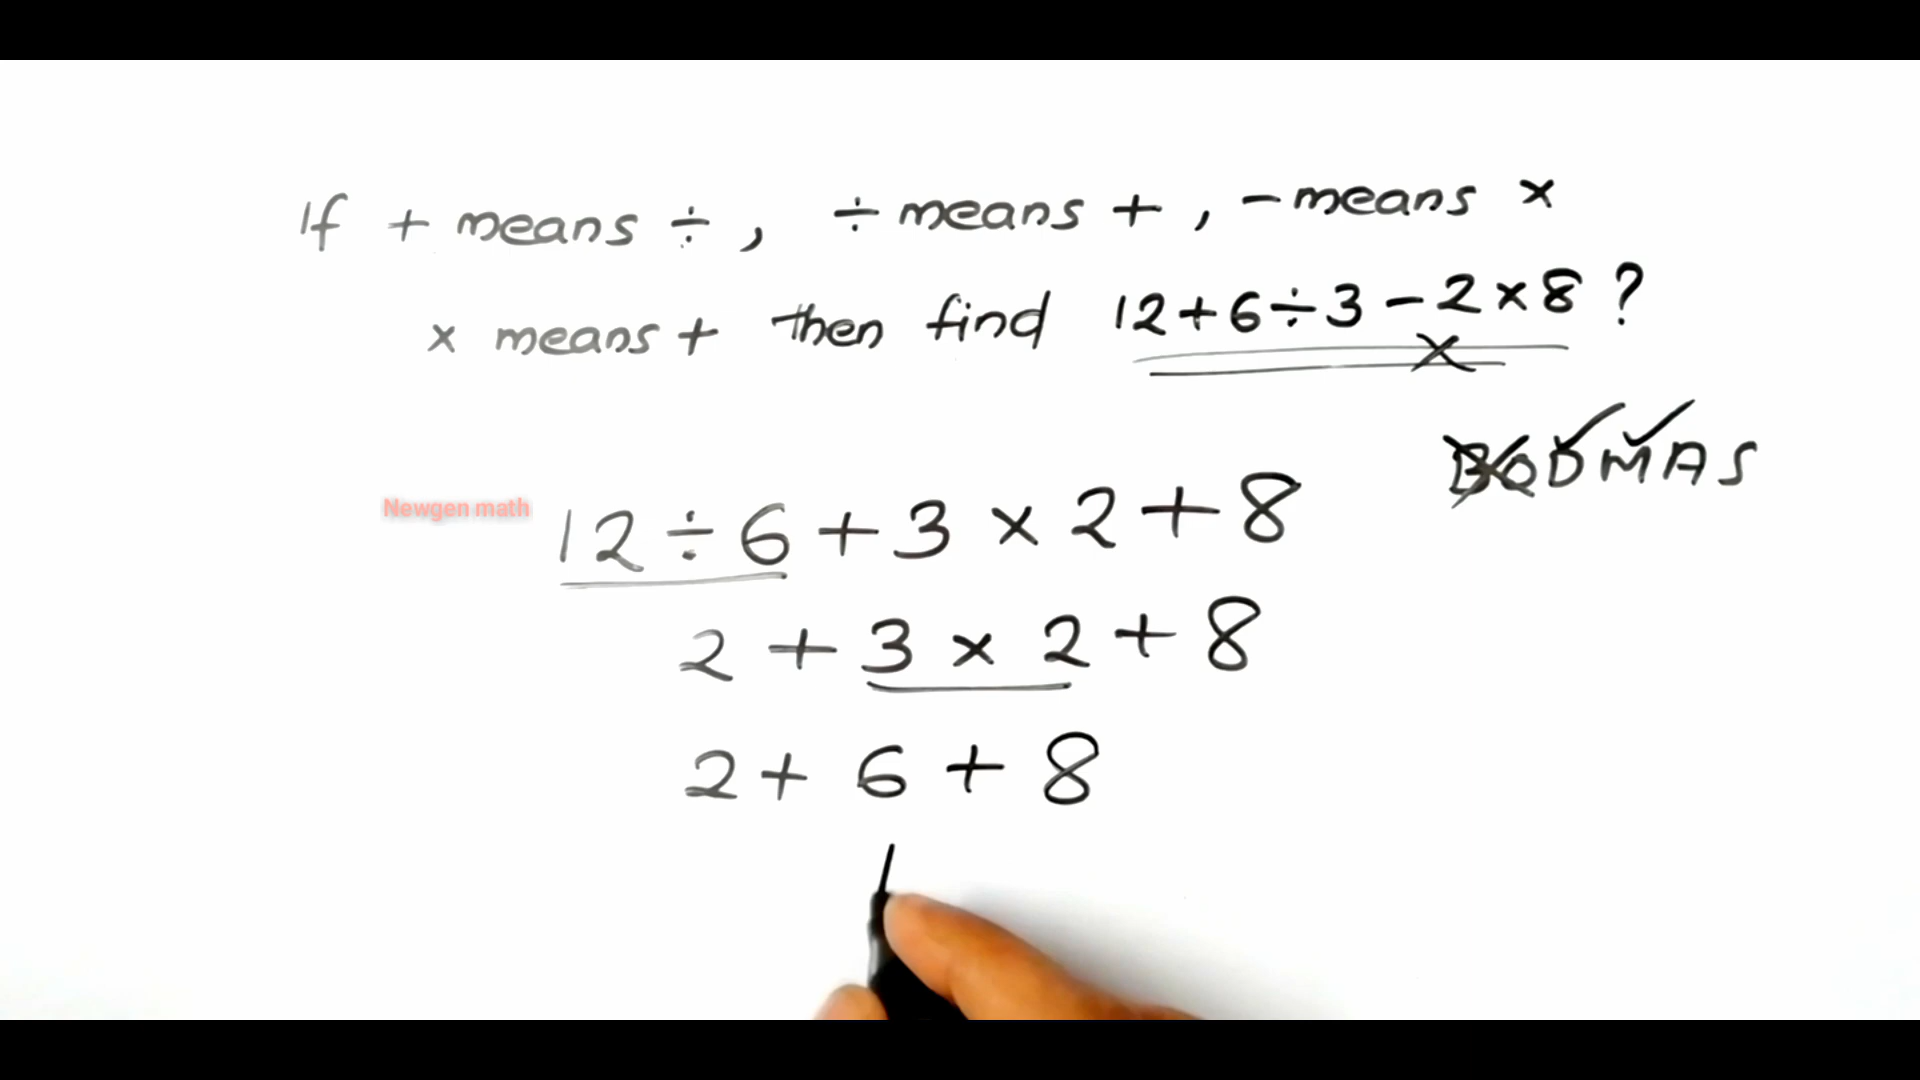 If + means ÷, ÷ means +, - means ×
× means + then find 12+6÷3-2×8?
×
BODMAS
Newgen math
12÷6+3×2+8
2+3×2+8
2+6+8